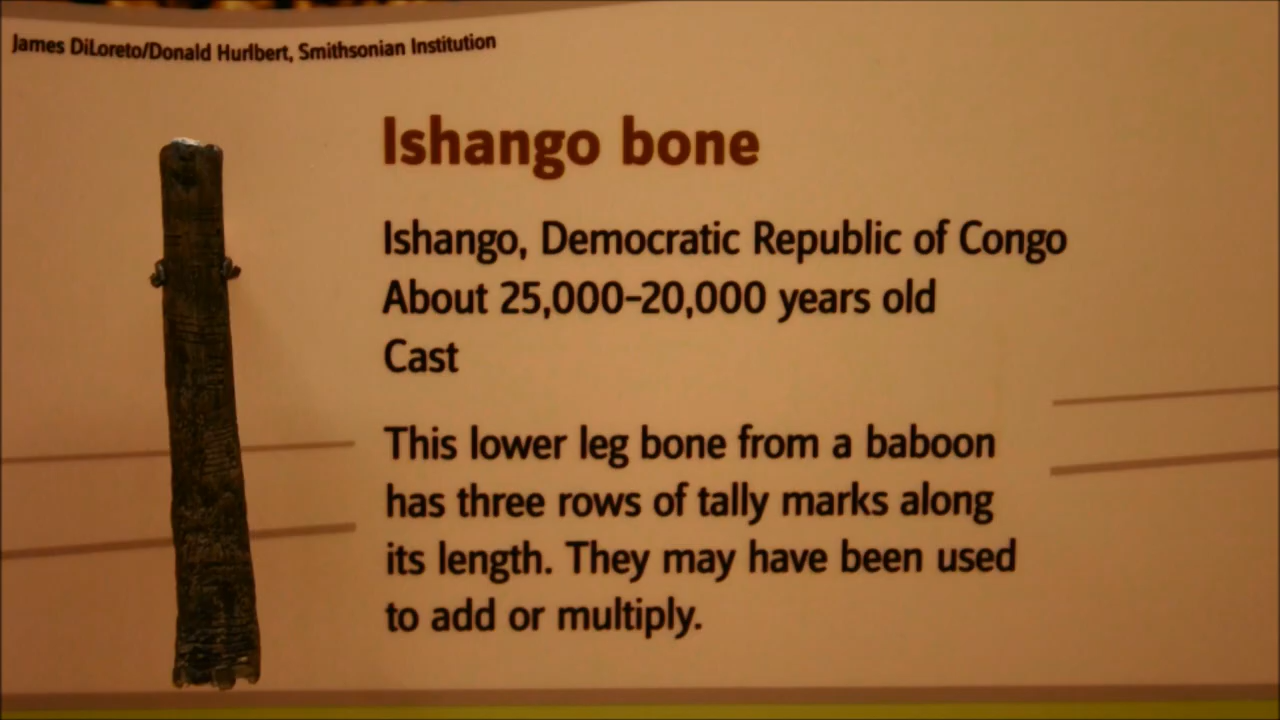 James DiLoreto/Donald Hurlbert, Smithsonian Institution
Ishango bone
Ishango, Democratic Republic of Congo
About 25,000–20,000 years old
Cast
This lower leg bone from a baboon
has three rows of tally marks along
its length. They may have been used
to add or multiply.